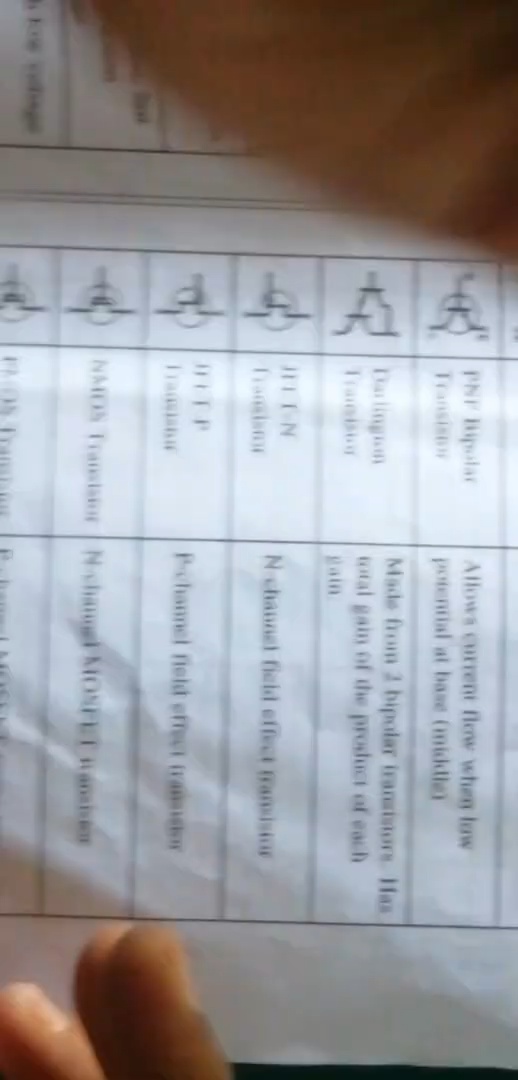 PNP Bipolar
Transistor
Allows current flow when low
potential at base (middle)
Darlington
Transistor
Made from 2 bipolar transistors. Has
total gain of the product of each
gain.
JFET-N
Transistor
N-channel field effect transistor
JFET-P
Transistor
P-channel field effect transistor
NMOS Transistor
N-channel MOSFET transistor
PMOS Transistor